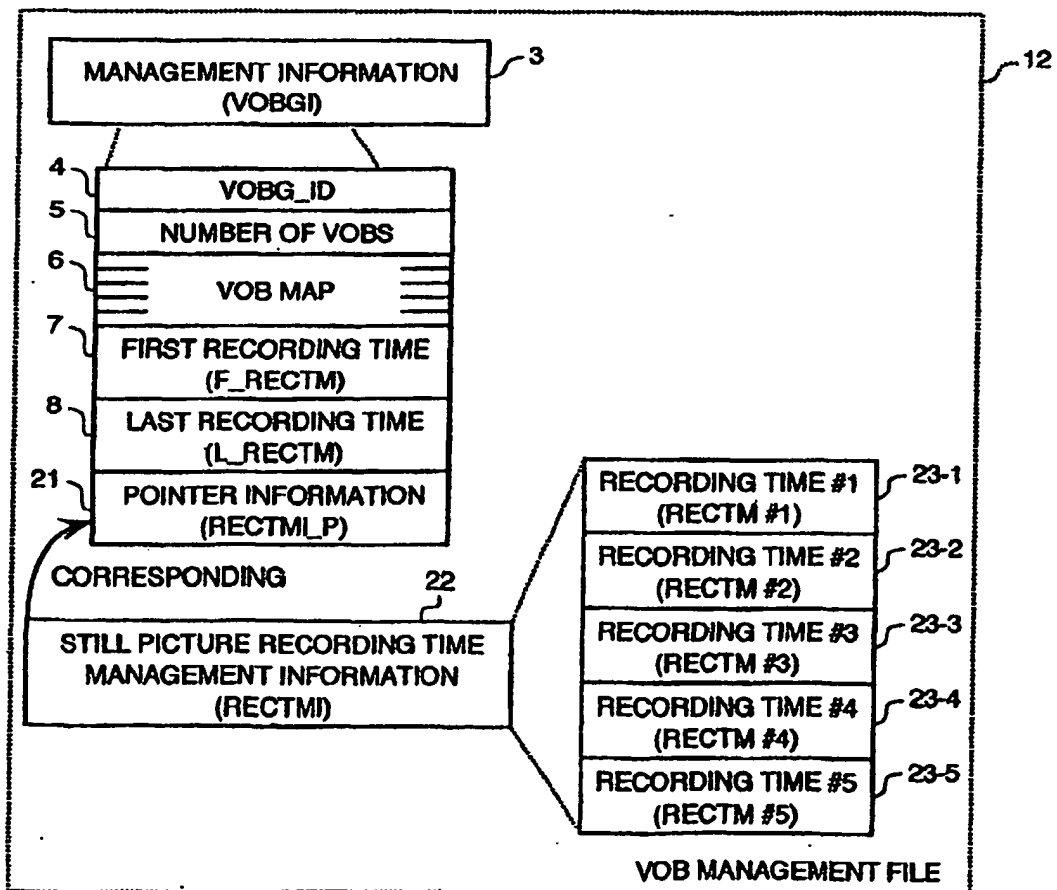 MANAGEMENT INFORMATION
(VOBGI)
3
12
4
VOBG_ID
5
NUMBER OF VOBS
6
VOB MAP
7
FIRST RECORDING TIME
(F_RECTM)
8
LAST RECORDING TIME
(L_RECTM)
21
POINTER INFORMATION
(RECTMI_P)
CORRESPONDING
22
STILL PICTURE RECORDING TIME
MANAGEMENT INFORMATION
(RECTMI)
RECORDING TIME #1
(RECTM #1)
23-1
RECORDING TIME #2
(RECTM #2)
23-2
RECORDING TIME #3
(RECTM #3)
23-3
RECORDING TIME #4
(RECTM #4)
23-4
RECORDING TIME #5
(RECTM #5)
23-5
VOB MANAGEMENT FILE